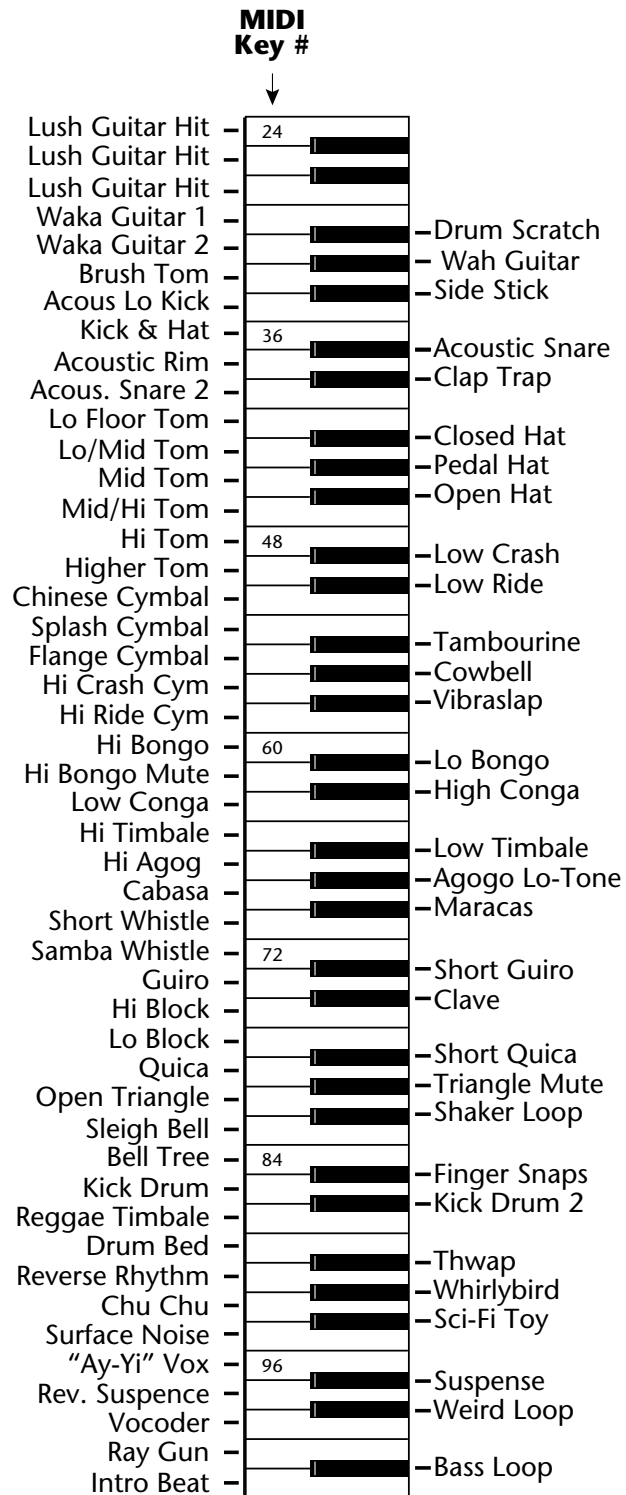 MIDI
Key #
Lush Guitar Hit
24
Lush Guitar Hit
Lush Guitar Hit
Waka Guitar 1
Drum Scratch
Waka Guitar 2
Wah Guitar
Brush Tom
Side Stick
Acous Lo Kick
Kick & Hat
36
Acoustic Snare
Acoustic Rim
Clap Trap
Acous. Snare 2
Lo Floor Tom
Closed Hat
Lo/Mid Tom
Pedal Hat
Mid Tom
Open Hat
Mid/Hi Tom
Hi Tom
48
Low Crash
Higher Tom
Low Ride
Chinese Cymbal
Splash Cymbal
Tambourine
Flange Cymbal
Cowbell
Hi Crash Cym
Vibraslap
Hi Ride Cym
Hi Bongo
60
Lo Bongo
Hi Bongo Mute
High Conga
Low Conga
Hi Timbale
Low Timbale
Hi Agog
Agogo Lo-Tone
Cabasa
Maracas
Short Whistle
Samba Whistle
72
Short Guiro
Guiro
Clave
Hi Block
Lo Block
Short Quica
Quica
Triangle Mute
Open Triangle
Shaker Loop
Sleigh Bell
Bell Tree
84
Finger Snaps
Kick Drum
Kick Drum 2
Reggae Timbale
Drum Bed
Thwap
Reverse Rhythm
Whirlybird
Chu Chu
Sci-Fi Toy
Surface Noise
“Ay-Yi” Vox
96
Suspense
Rev. Suspence
Weird Loop
Vocoder
Ray Gun
Bass Loop
Intro Beat